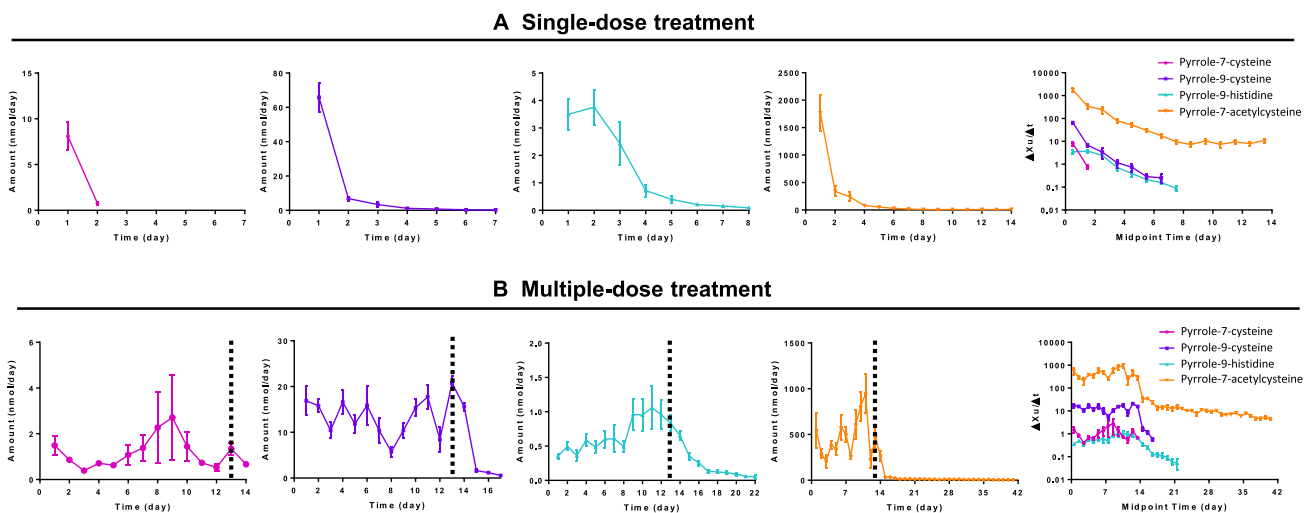 A Single-dose treatment
Amount (nmol/day)
15
10
5
0
0 1 2 3 4 5 6 7
Time (day)
Amount (nmol/day)
80
60
40
20
0
0 1 2 3 4 5 6 7
Time (day)
Amount (nmol/day)
5
4
3
2
1
0
0 1 2 3 4 5 6 7 8
Time (day)
Amount (nmol/day)
2500
2000
1500
1000
500
0
0 2 4 6 8 10 12 14
Time (day)
Pyrrole-7-cysteine
Pyrrole-9-cysteine
Pyrrole-9-histidine
Pyrrole-7-acetylcysteine
ΔXu/Δt
10000
1000
100
10
1
0.1
0.01
0 2 4 6 8 10 12 14
Midpoint Time (day)
B Multiple-dose treatment
Amount (nmol/day)
6
4
2
0
0 2 4 6 8 10 12 14
Time (day)
Amount (nmol/day)
30
20
10
0
0 1 2 3 4 5 6 7 8 9 10 11 12 13 14 15 16 17
Time (day)
Amount (nmol/day)
2.0
1.5
1.0
0.5
0.0
0 2 4 6 8 10 12 14 16 18 20 22
Time (day)
Amount (nmol/day)
1500
1000
500
0
0 7 14 21 28 35 42
Time (day)
Pyrrole-7-cysteine
Pyrrole-9-cysteine
Pyrrole-9-histidine
Pyrrole-7-acetylcysteine
ΔXu/Δt
10000
1000
100
10
1
0.1
0.01
0 7 14 21 28 35 42
Midpoint Time (day)